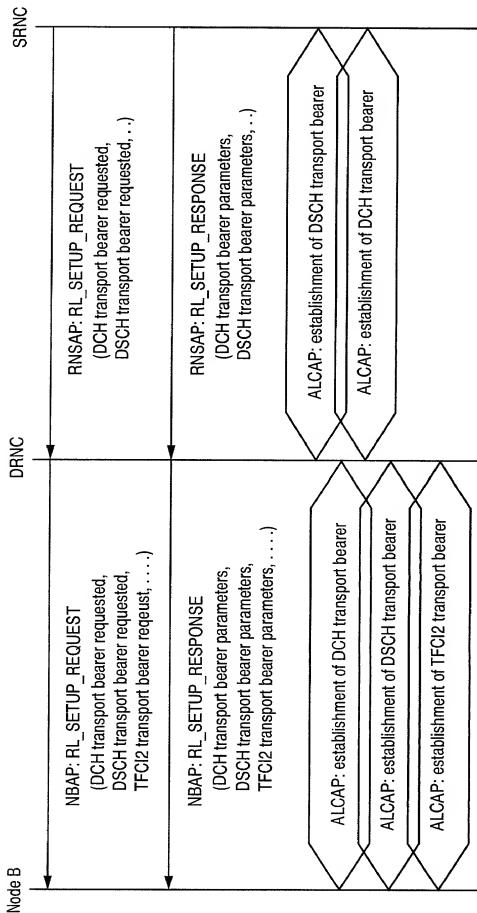 Node B
DRNC
SRNC
NBAP: RL_SETUP_REQUEST
(DCH transport bearer requested,
DSCH transport bearer requested,
TFCI2 transport bearer reqeust, . . . .)
RNSAP: RL_SETUP_REQUEST
(DCH transport bearer requested,
DSCH transport bearer requested, . .)
NBAP: RL_SETUP_RESPONSE
(DCH transport bearer parameters,
DSCH transport bearer parameters,
TFCI2 transport bearer parameters, . . . .)
RNSAP: RL_SETUP_RESPONSE
(DCH transport bearer parameters,
DSCH transport bearer parameters, . .)
ALCAP: establishment of DCH transport bearer
ALCAP: establishment of DSCH transport bearer
ALCAP: establishment of TFCI2 transport bearer
ALCAP: establishment of DSCH transport bearer
ALCAP: establishment of DCH transport bearer